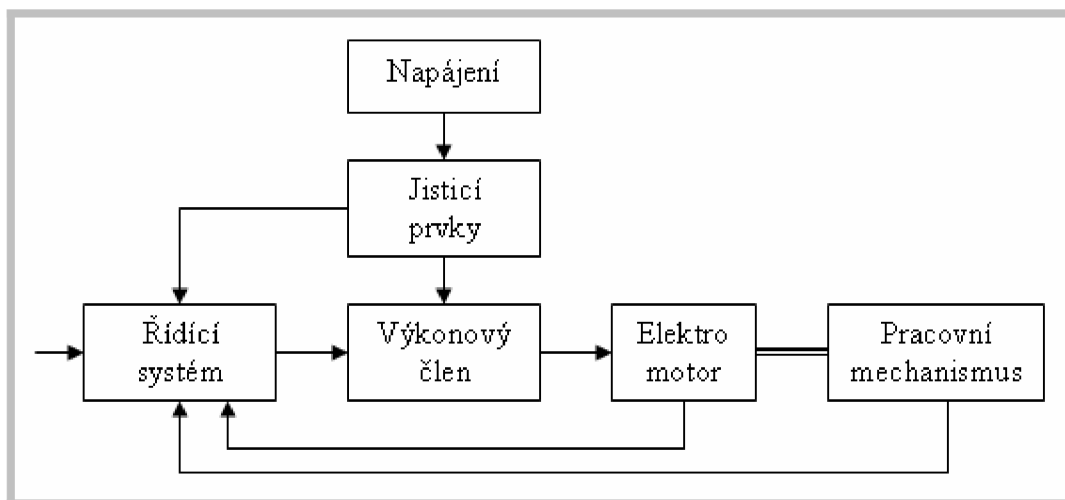 Napájení
Jisticí
prvky
Řídící
systém
Výkonový
člen
Elektro
motor
Pracovní
mechanismus